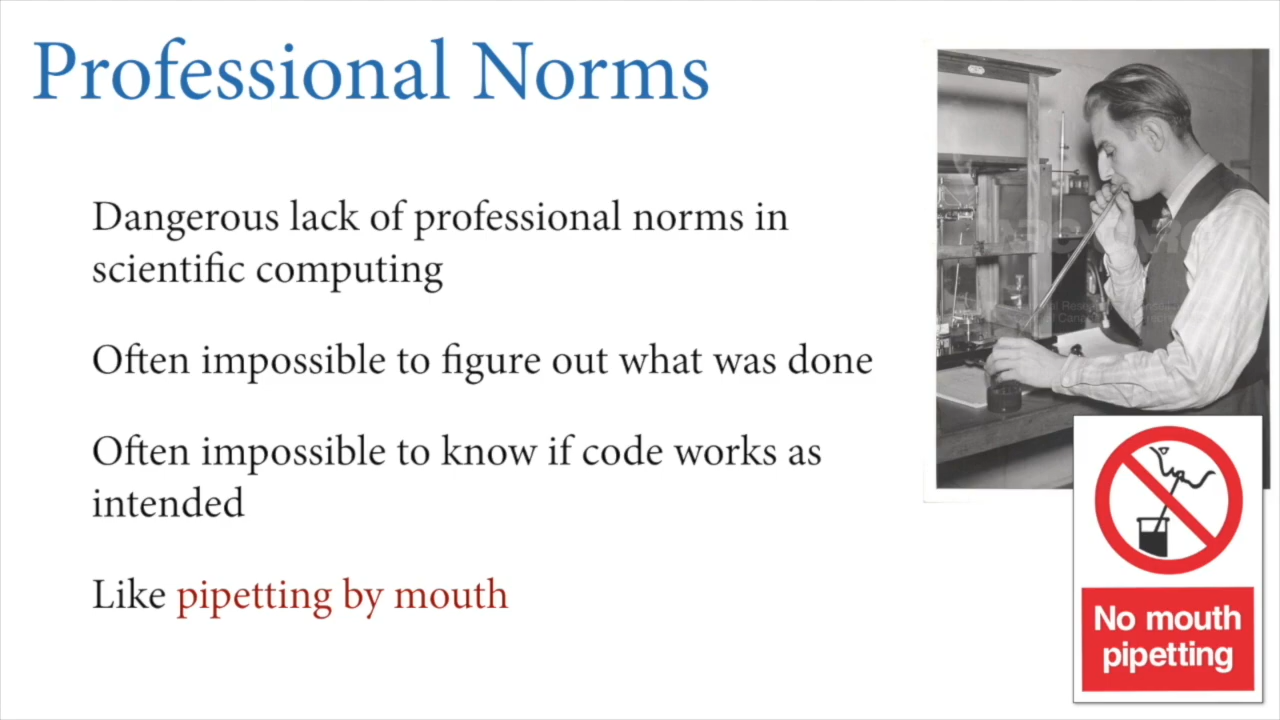 Professional Norms
Dangerous lack of professional norms in
scientific computing
Often impossible to figure out what was done
Often impossible to know if code works as
intended
Like pipetting by mouth
No mouth
pipetting